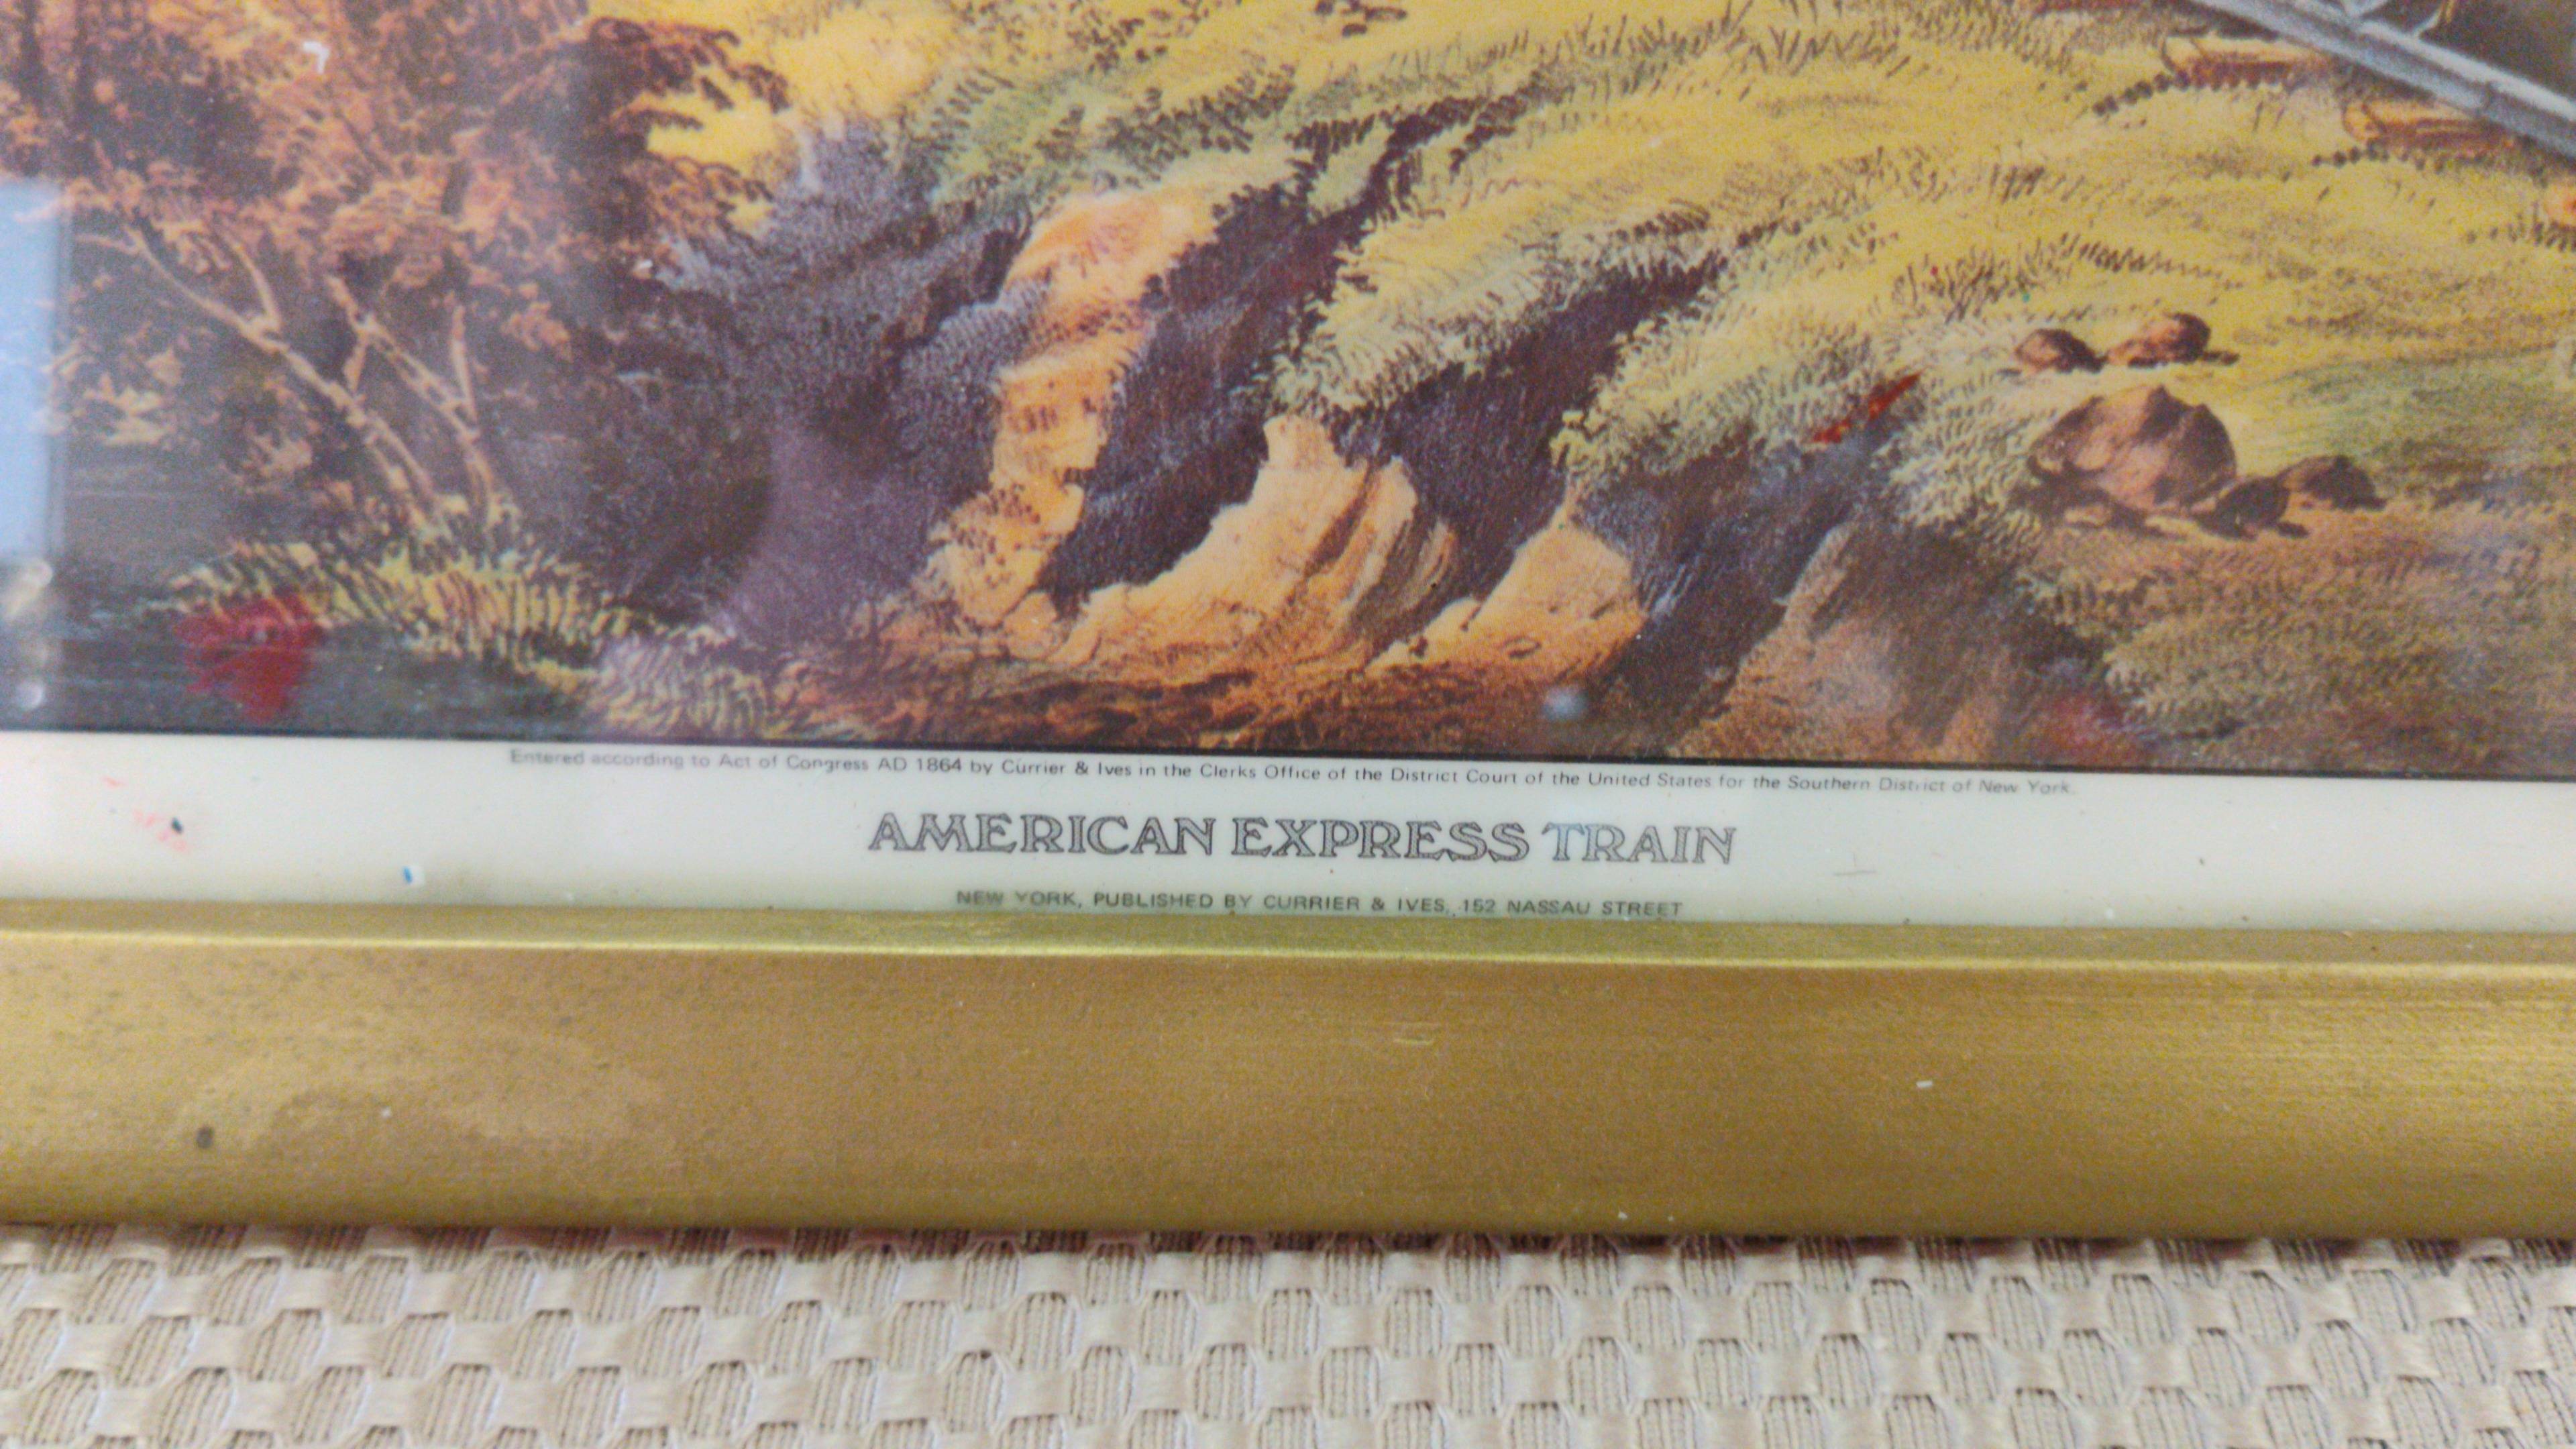 Entered according to Act of Congress AD 1864 by Currier & Ives in the Clerks Office of the District Court of the United States for the Southern District of New York.
AMERICAN EXPRESS TRAIN
NEW YORK, PUBLISHED BY CURRIER & IVES, 152 NASSAU STREET